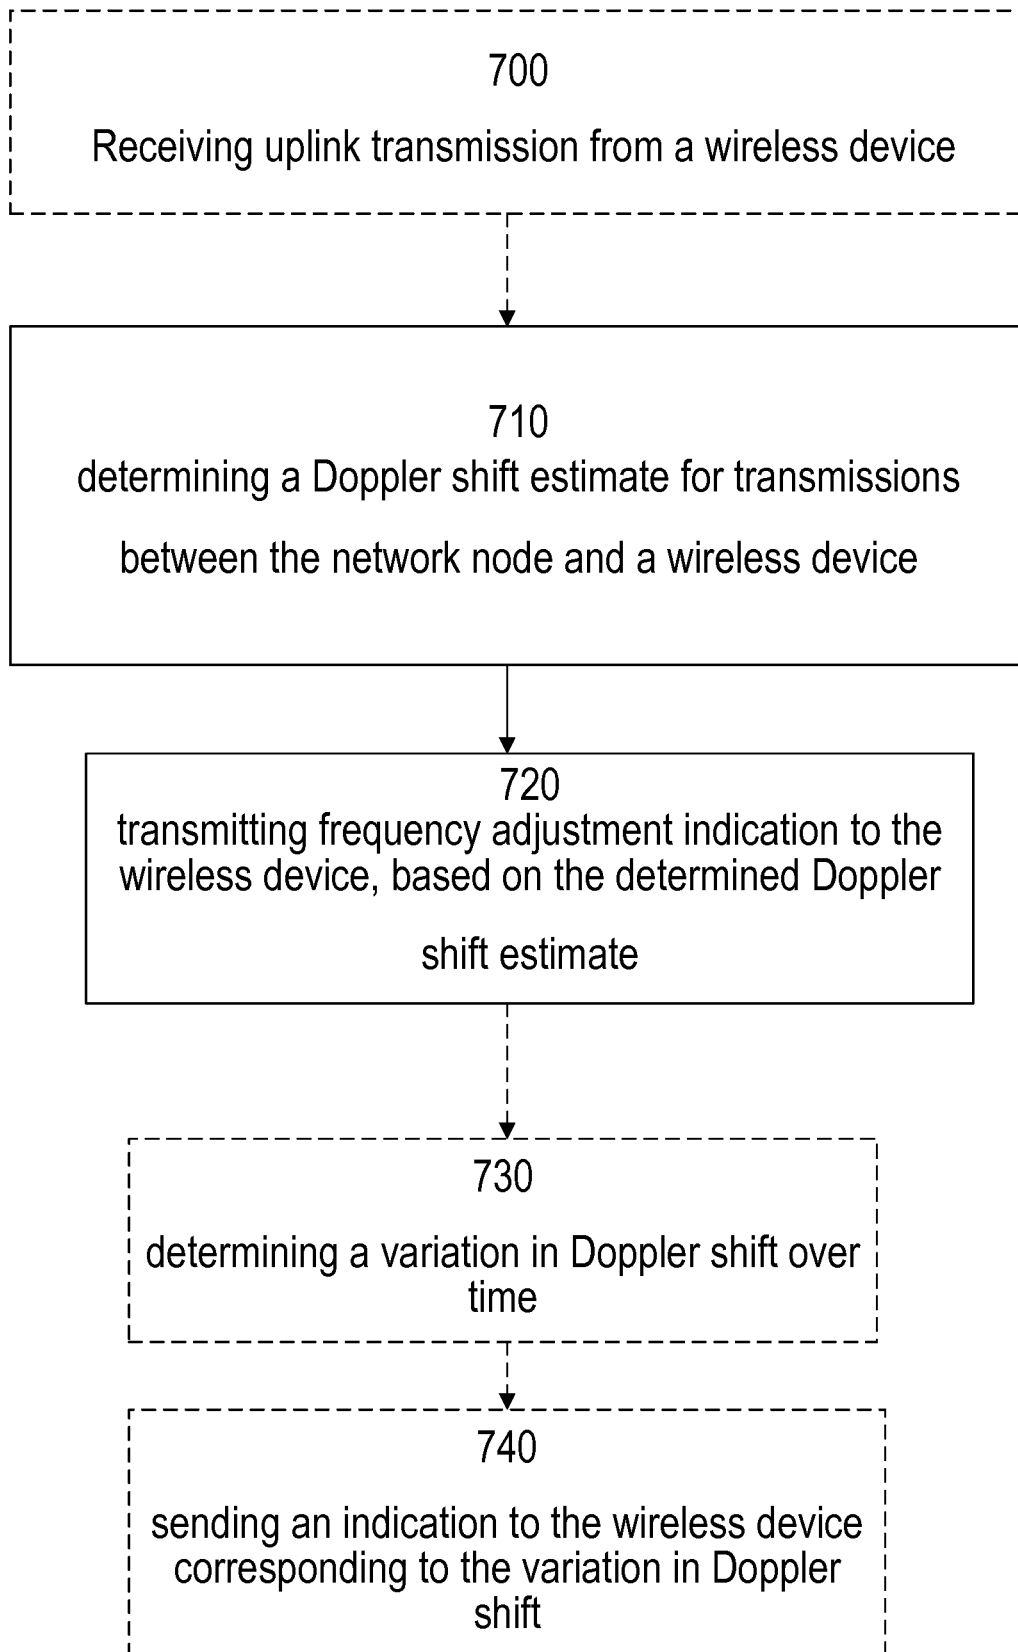 700
Receiving uplink transmission from a wireless device
710
determining a Doppler shift estimate for transmissions
between the network node and a wireless device
720
transmitting frequency adjustment indication to the
wireless device, based on the determined Doppler
shift estimate
730
determining a variation in Doppler shift over
time
740
sending an indication to the wireless device
corresponding to the variation in Doppler
shift